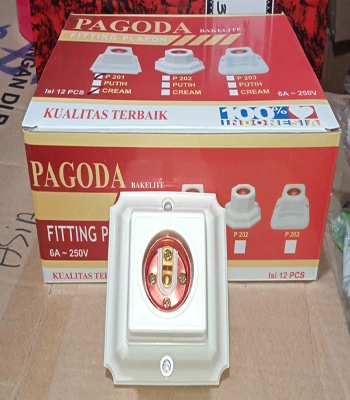 PAGODA BAKELITE
FITTING PLAFON
P 201 P 202 P 203
PUTIH PUTIH PUTIH
Isi 12 PCS CREAM CREAM CREAM 6A ~ 250V
KUALITAS TERBAIK 100%
INDONESIA
PAGODA BAKELITE
FITTING P
P 202 P 203
6A ~ 250V
KUALITAS TER
Isi 12 PCS